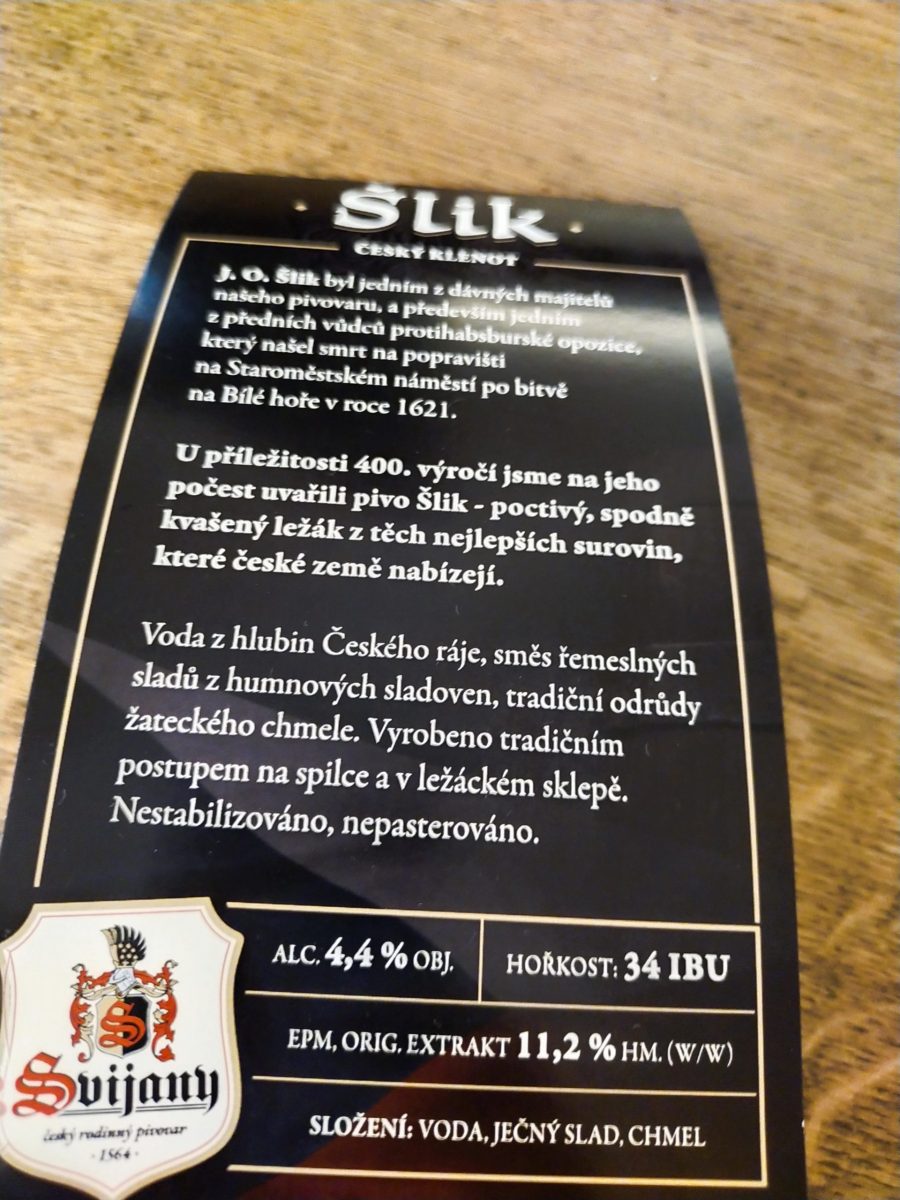 Šlik
ČESKÝ KLENOT
J. O. Šlik byl jedním z dávných majitelů
našeho pivovaru, a především jedním
z předních vůdců protihabsburské opozice,
který našel smrt na popravišti
na Staroměstském náměstí po bitvě
na Bílé hoře v roce 1621.
U příležitosti 400. výročí jsme na jeho
počest uvařili pivo Šlik - poctivý, spodně
kvašený ležák z těch nejlepších surovin,
které české země nabízejí.
Voda z hlubin Českého ráje, směs řemeslných
sladů z humnových sladoven, tradiční odrůdy
žateckého chmele. Vyrobeno tradičním
postupem na spilce a v ležáckém sklepě.
Nestabilizováno, nepasterováno.
ALC. 4,4 % OBJ.
HOŘKOST: 34 IBU
EPM, ORIG. EXTRAKT 11,2 % HM. (W/W)
SLOŽENÍ: VODA, JEČNÝ SLAD, CHMEL
S
Svijany
český rodinný pivovar
· 1564 ·